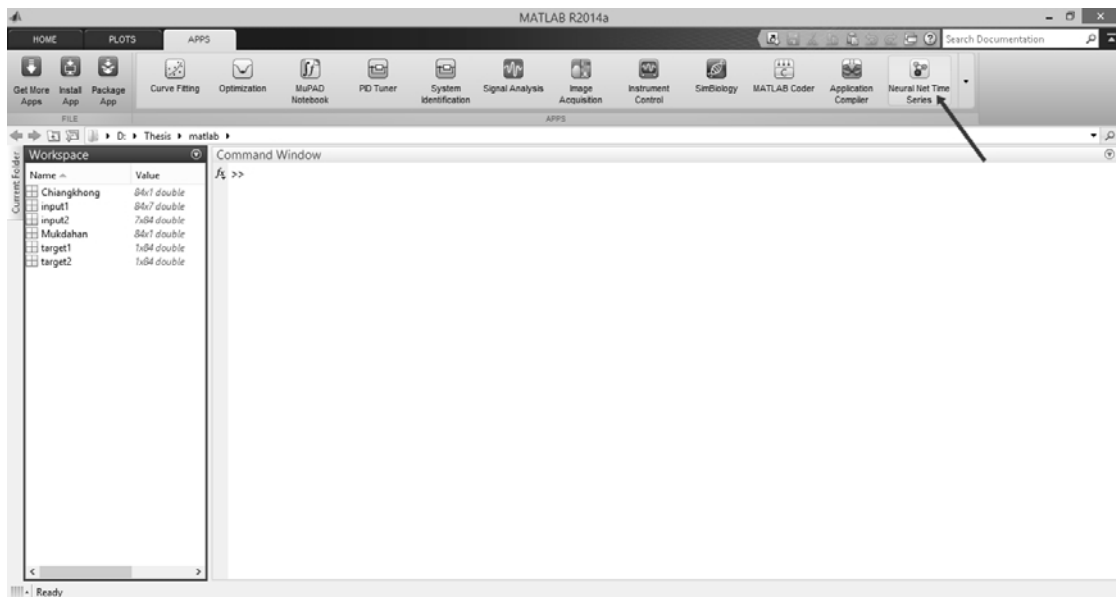 MATLAB R2014a
HOME PLOTS APPS
Search Documentation
Get More Apps
Install App
Package App
Curve Fitting
Optimization
MuPAD Notebook
PID Tuner
System Identification
Signal Analysis
Image Acquisition
Instrument Control
SimBiology
MATLAB Coder
Application Compiler
Neural Net Time Series
FILE
APPS
D: Thesis matlab
Current Folder
Workspace
Name Value
Chiangkhong 84x1 double
input1 84x7 double
input2 7x84 double
Mukdahan 84x1 double
target1 1x84 double
target2 1x84 double
Command Window
fx >>
Ready